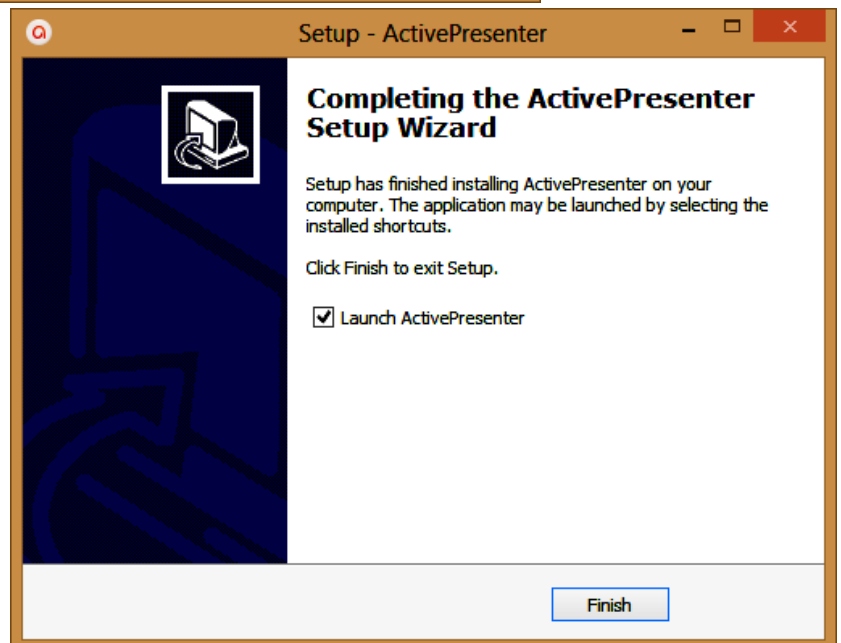 Setup - ActivePresenter
Completing the ActivePresenter
Setup Wizard
Setup has finished installing ActivePresenter on your
computer. The application may be launched by selecting the
installed shortcuts.
Click Finish to exit Setup.
Launch ActivePresenter
Finish